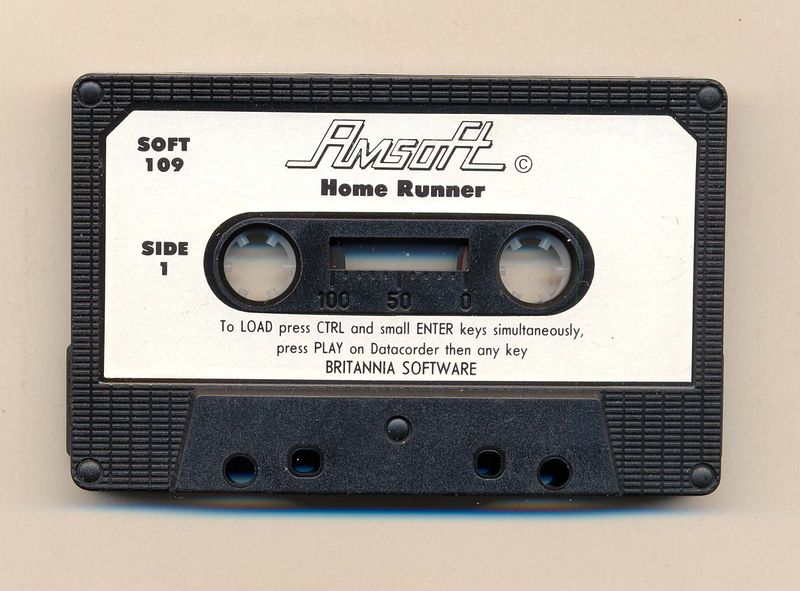 SOFT
109
Amsoft ©
Home Runner
SIDE
1
100 50 0
To LOAD press CTRL and small ENTER keys simultaneously,
press PLAY on Datacorder then any key
BRITANNIA SOFTWARE